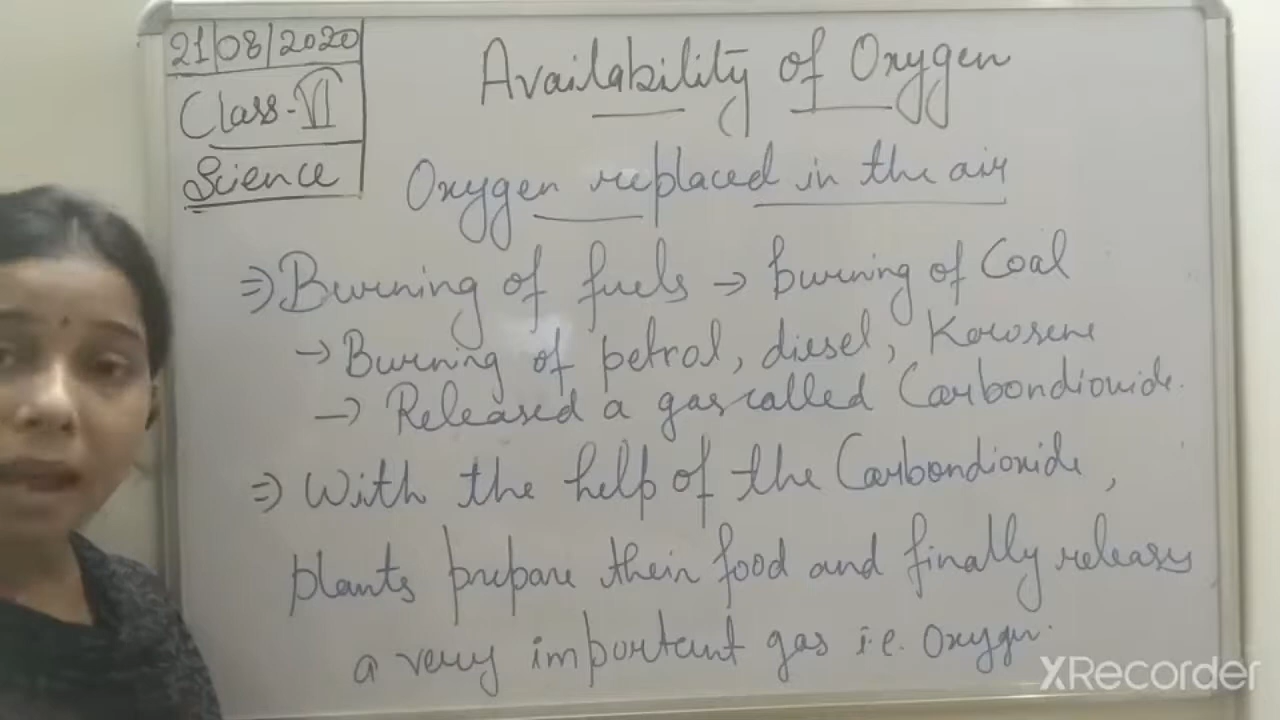 21/08/2020
Class-VI
Science
Availability of Oxygen
Oxygen replaced in the air
⇒ Burning of fuels → Burning of Coal
→ Burning of petrol, diesel, Kerosene
→ Released a gas called Carbondioxide.
⇒ With the help of the Carbondioxide,
plants prepare their food and finally releases
a very important gas i.e. Oxygen.
XRecorder